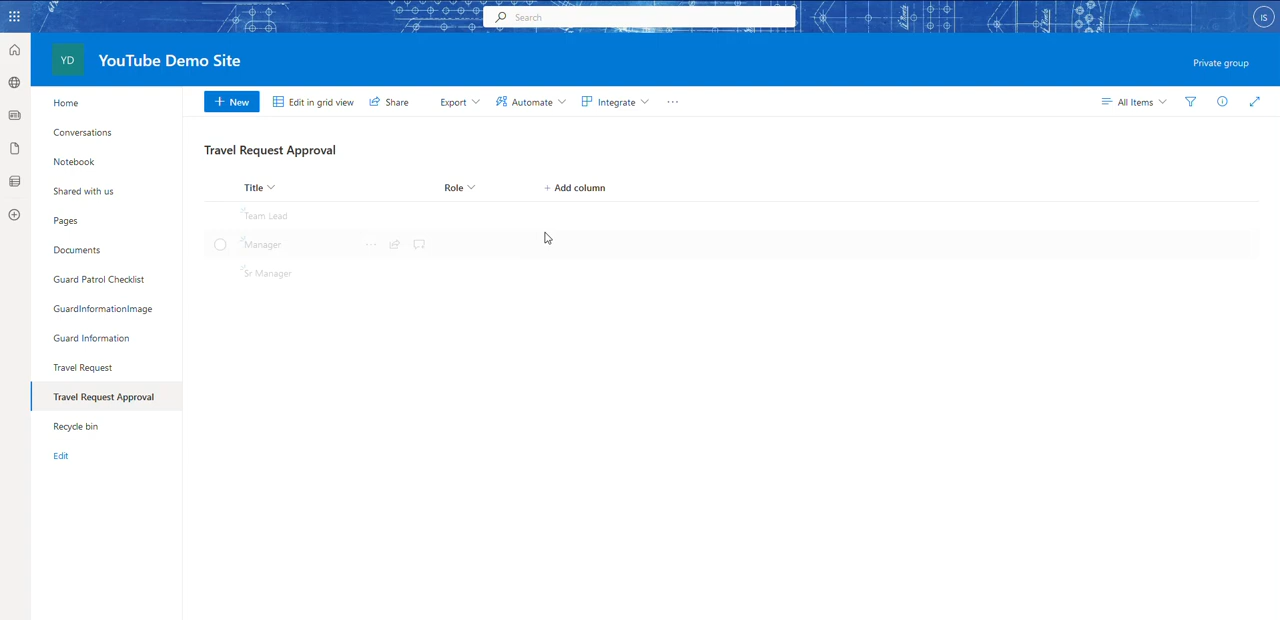 Search
IS
YD
YouTube Demo Site
Private group
Home
Conversations
Notebook
Shared with us
Pages
Documents
Guard Patrol Checklist
GuardInformationImage
Guard Information
Travel Request
Travel Request Approval
Recycle bin
Edit
New
Edit in grid view
Share
Export
Automate
Integrate
All Items
Travel Request Approval
Title
Role
+ Add column
Team Lead
Manager
Sr Manager